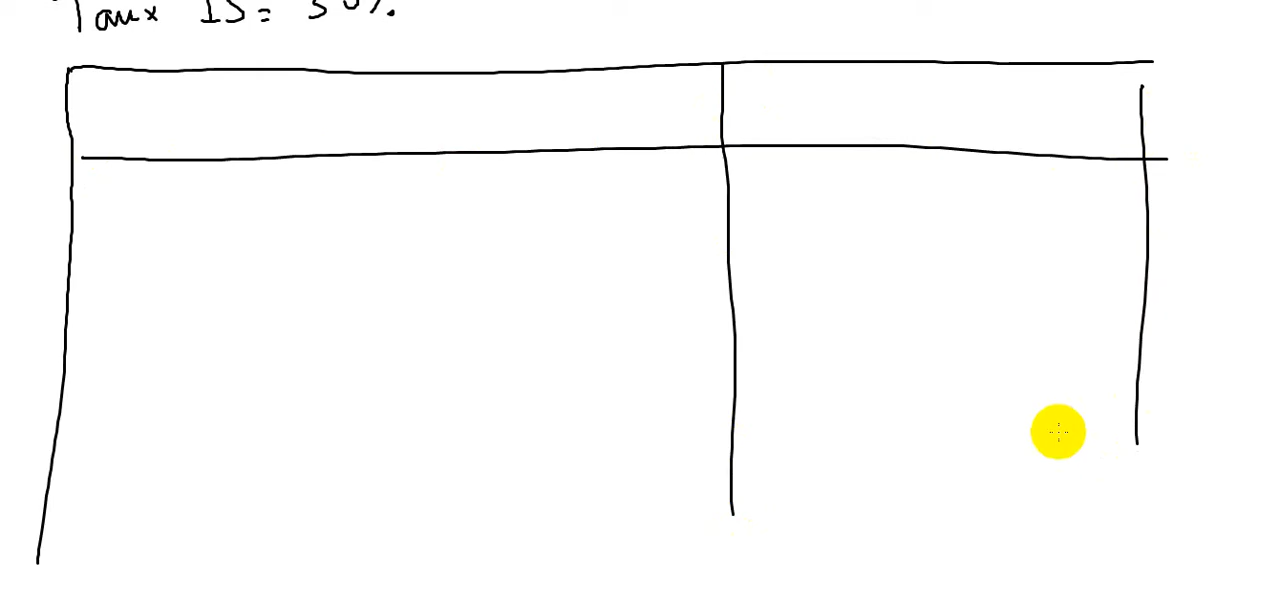 Taux IS = 30%.